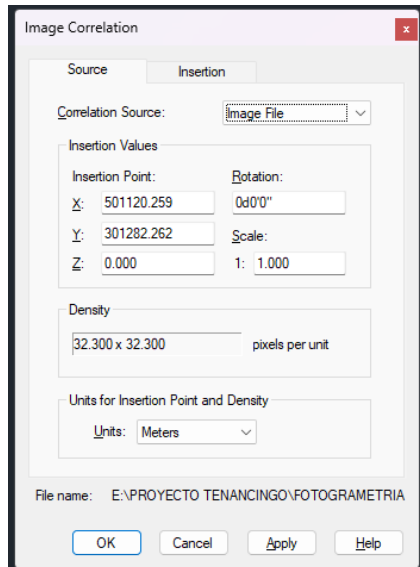 Image Correlation
x
Source Insertion
Correlation Source: Image File
Insertion Values
Insertion Point: Rotation:
X: 501120.259 0d0'0"
Y: 301282.262 Scale:
Z: 0.000 1: 1.000
Density
32.300 x 32.300 pixels per unit
Units for Insertion Point and Density
Units: Meters
File name: E:\PROYECTO TENANCINGO\FOTOGRAMETRIA
OK Cancel Apply Help